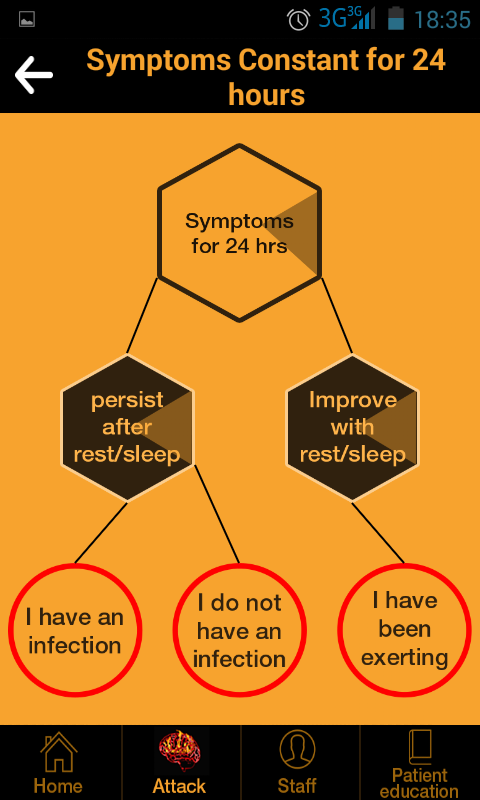 3G 3G 18:35
Symptoms Constant for 24
hours
Symptoms
for 24 hrs
persist
after
rest/sleep
Improve
with
rest/sleep
I have an
infection
I do not
have an
infection
I have
been
exerting
Home
Attack
Staff
Patient
education